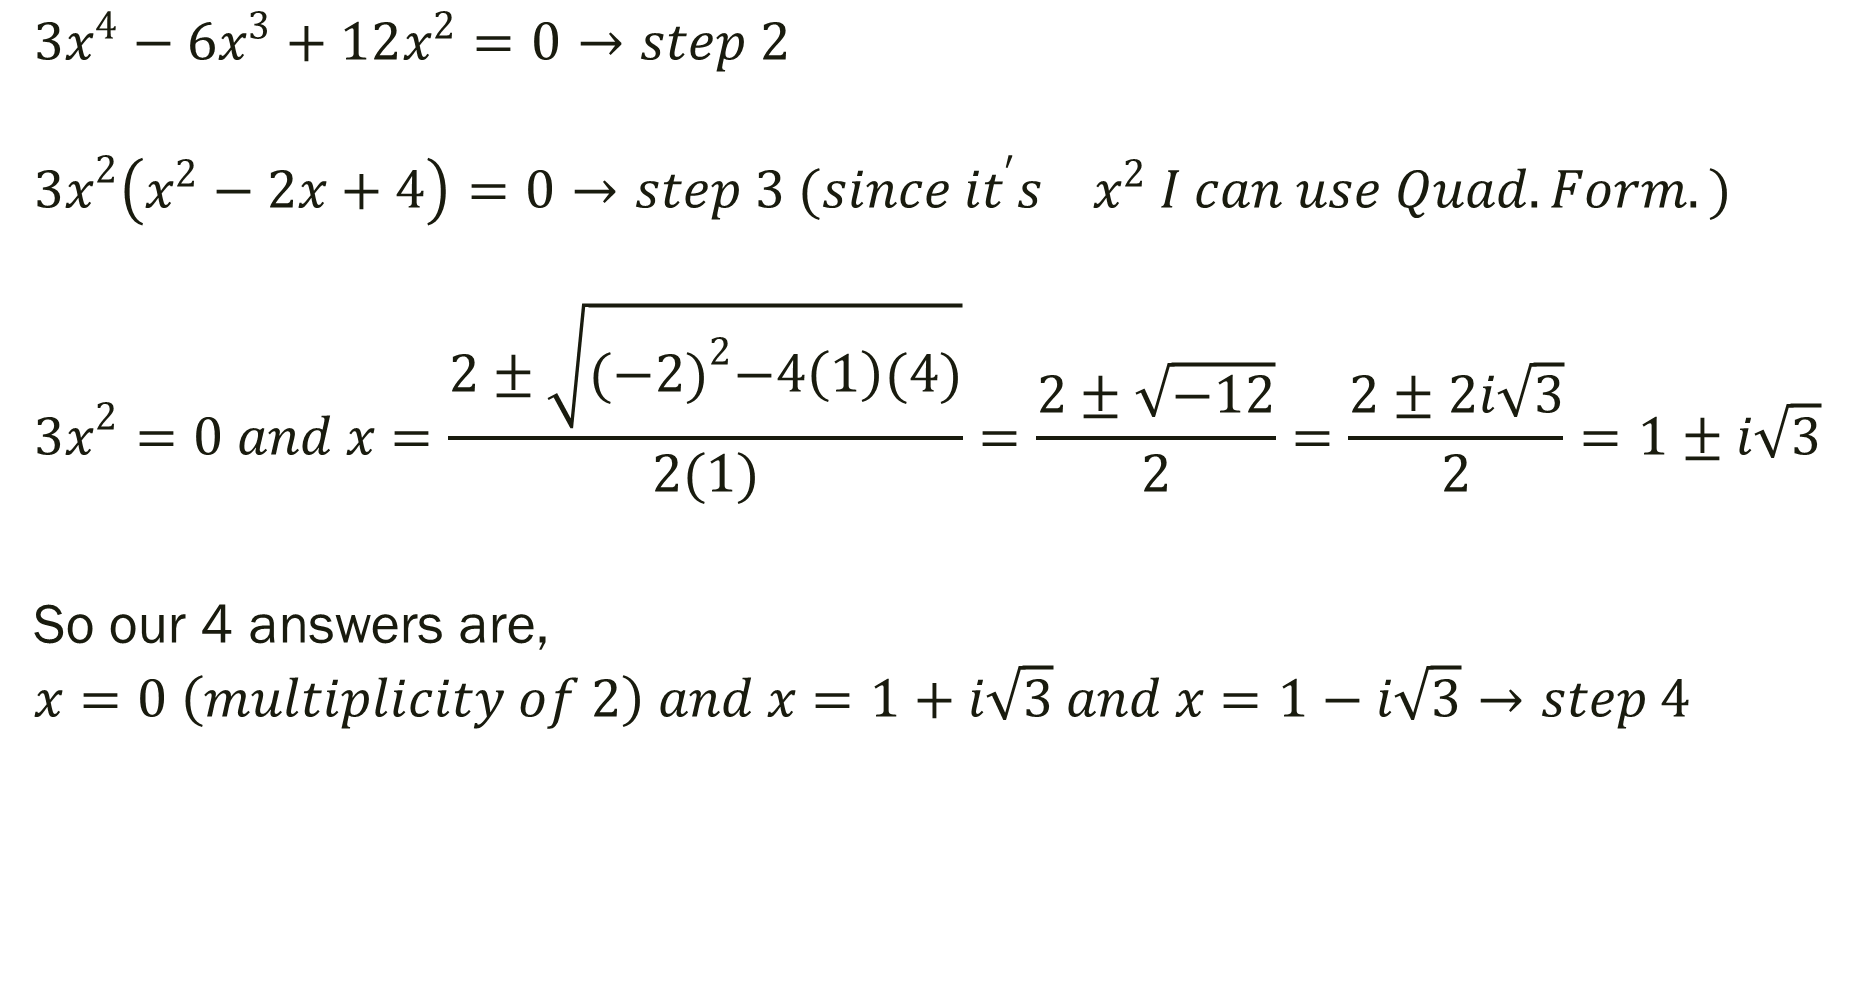 3x⁴ − 6x³ + 12x² = 0 → step 2
3x²(x² − 2x + 4) = 0 → step 3 (since it′s x² I can use Quad. Form.)
3x² = 0 and x = (2 ± √((−2)²−4(1)(4)))/(2(1)) = (2 ± √(−12))/2 = (2 ± 2i√3)/2 = 1 ± i√3
So our 4 answers are,
x = 0 (multiplicity of 2) and x = 1 + i√3 and x = 1 − i√3 → step 4